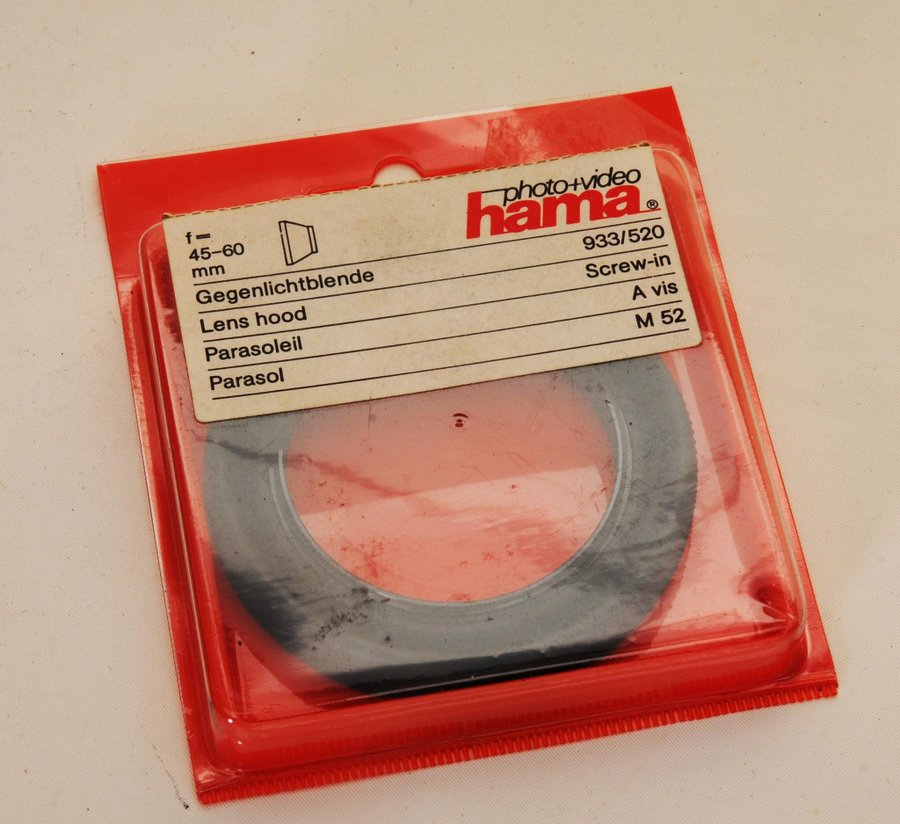 photo+video
hama®
f=
45–60
mm
933/520
Gegenlichtblende
Screw-in
Lens hood
A vis
Parasoleil
M 52
Parasol